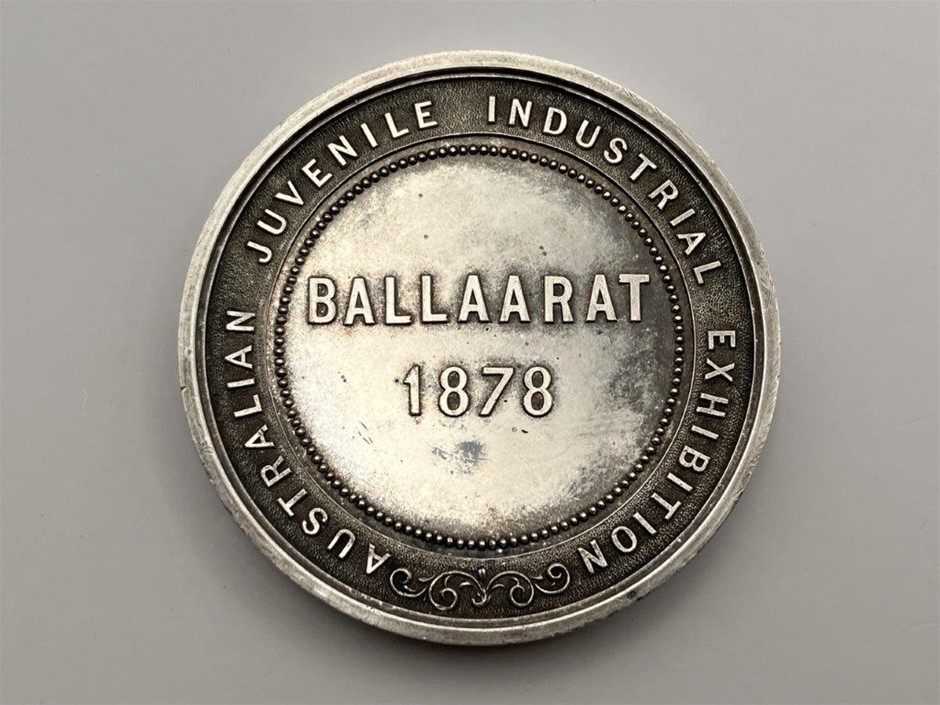 AUSTRALIAN JUVENILE INDUSTRIAL EXHIBITION
BALLAARAT
1878